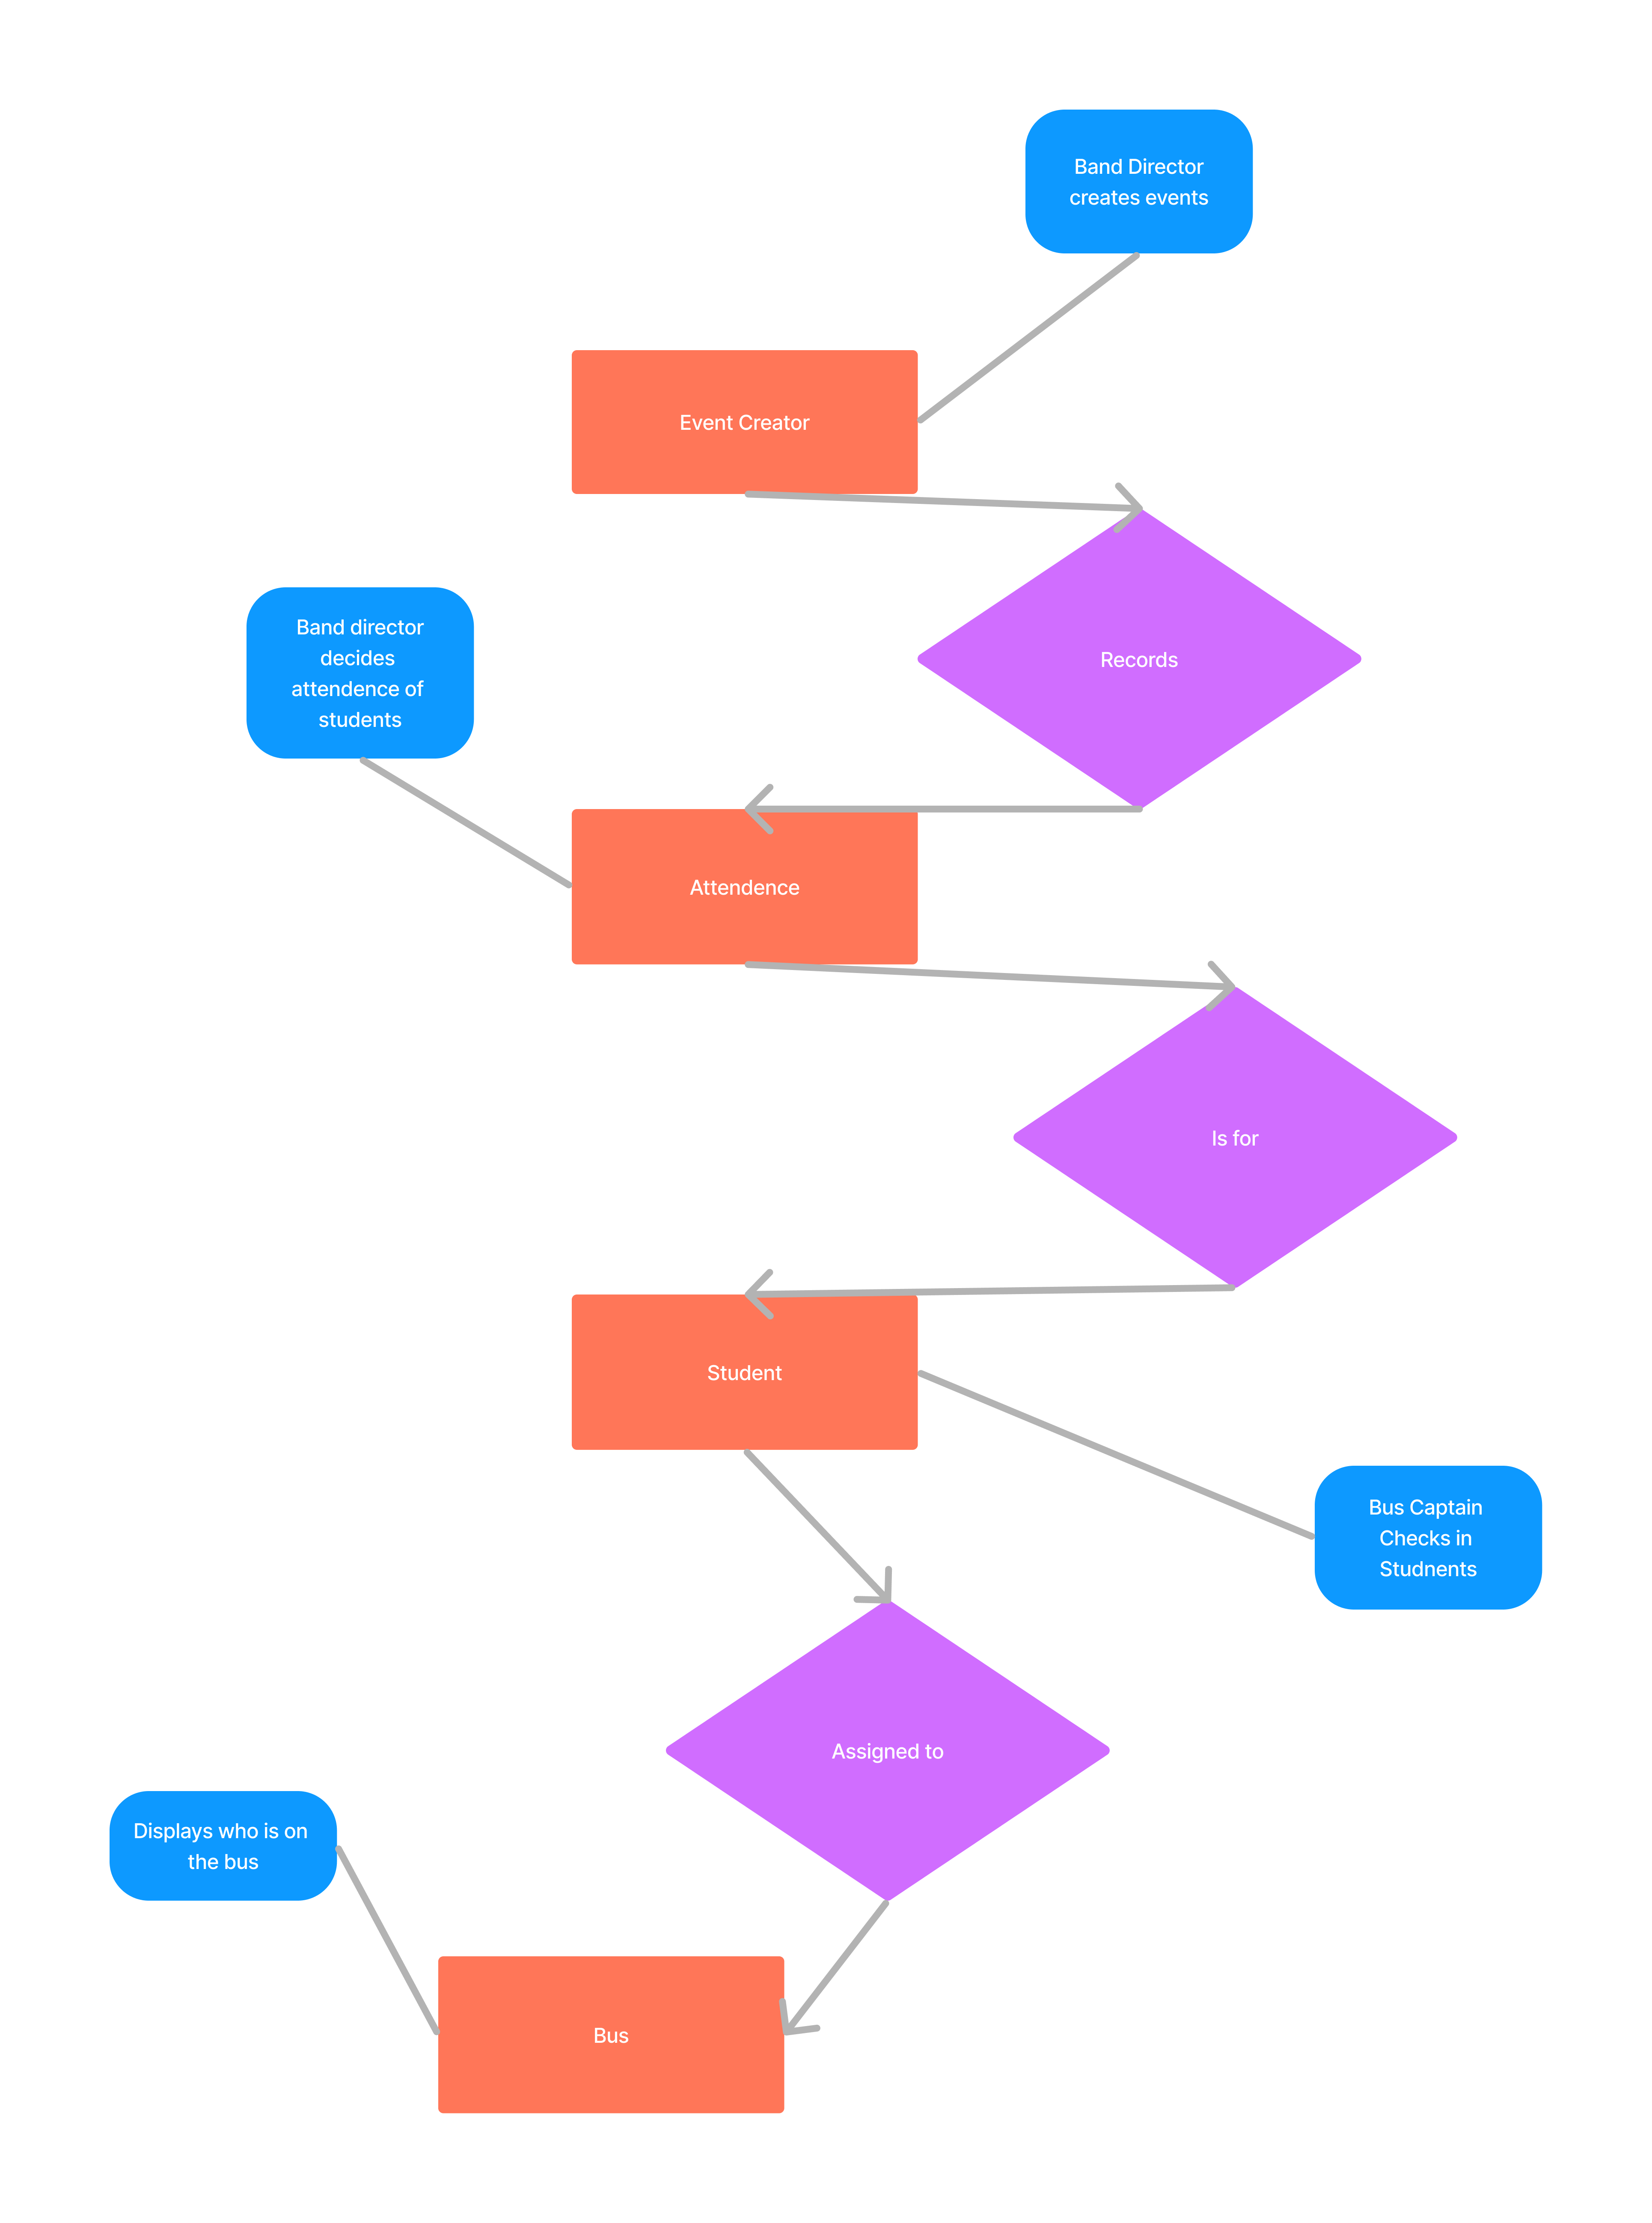 Band Director
creates events
Event Creator
Band director
decides
attendence of
students
Records
Attendence
Is for
Student
Bus Captain
Checks in
Studnents
Assigned to
Displays who is on
the bus
Bus